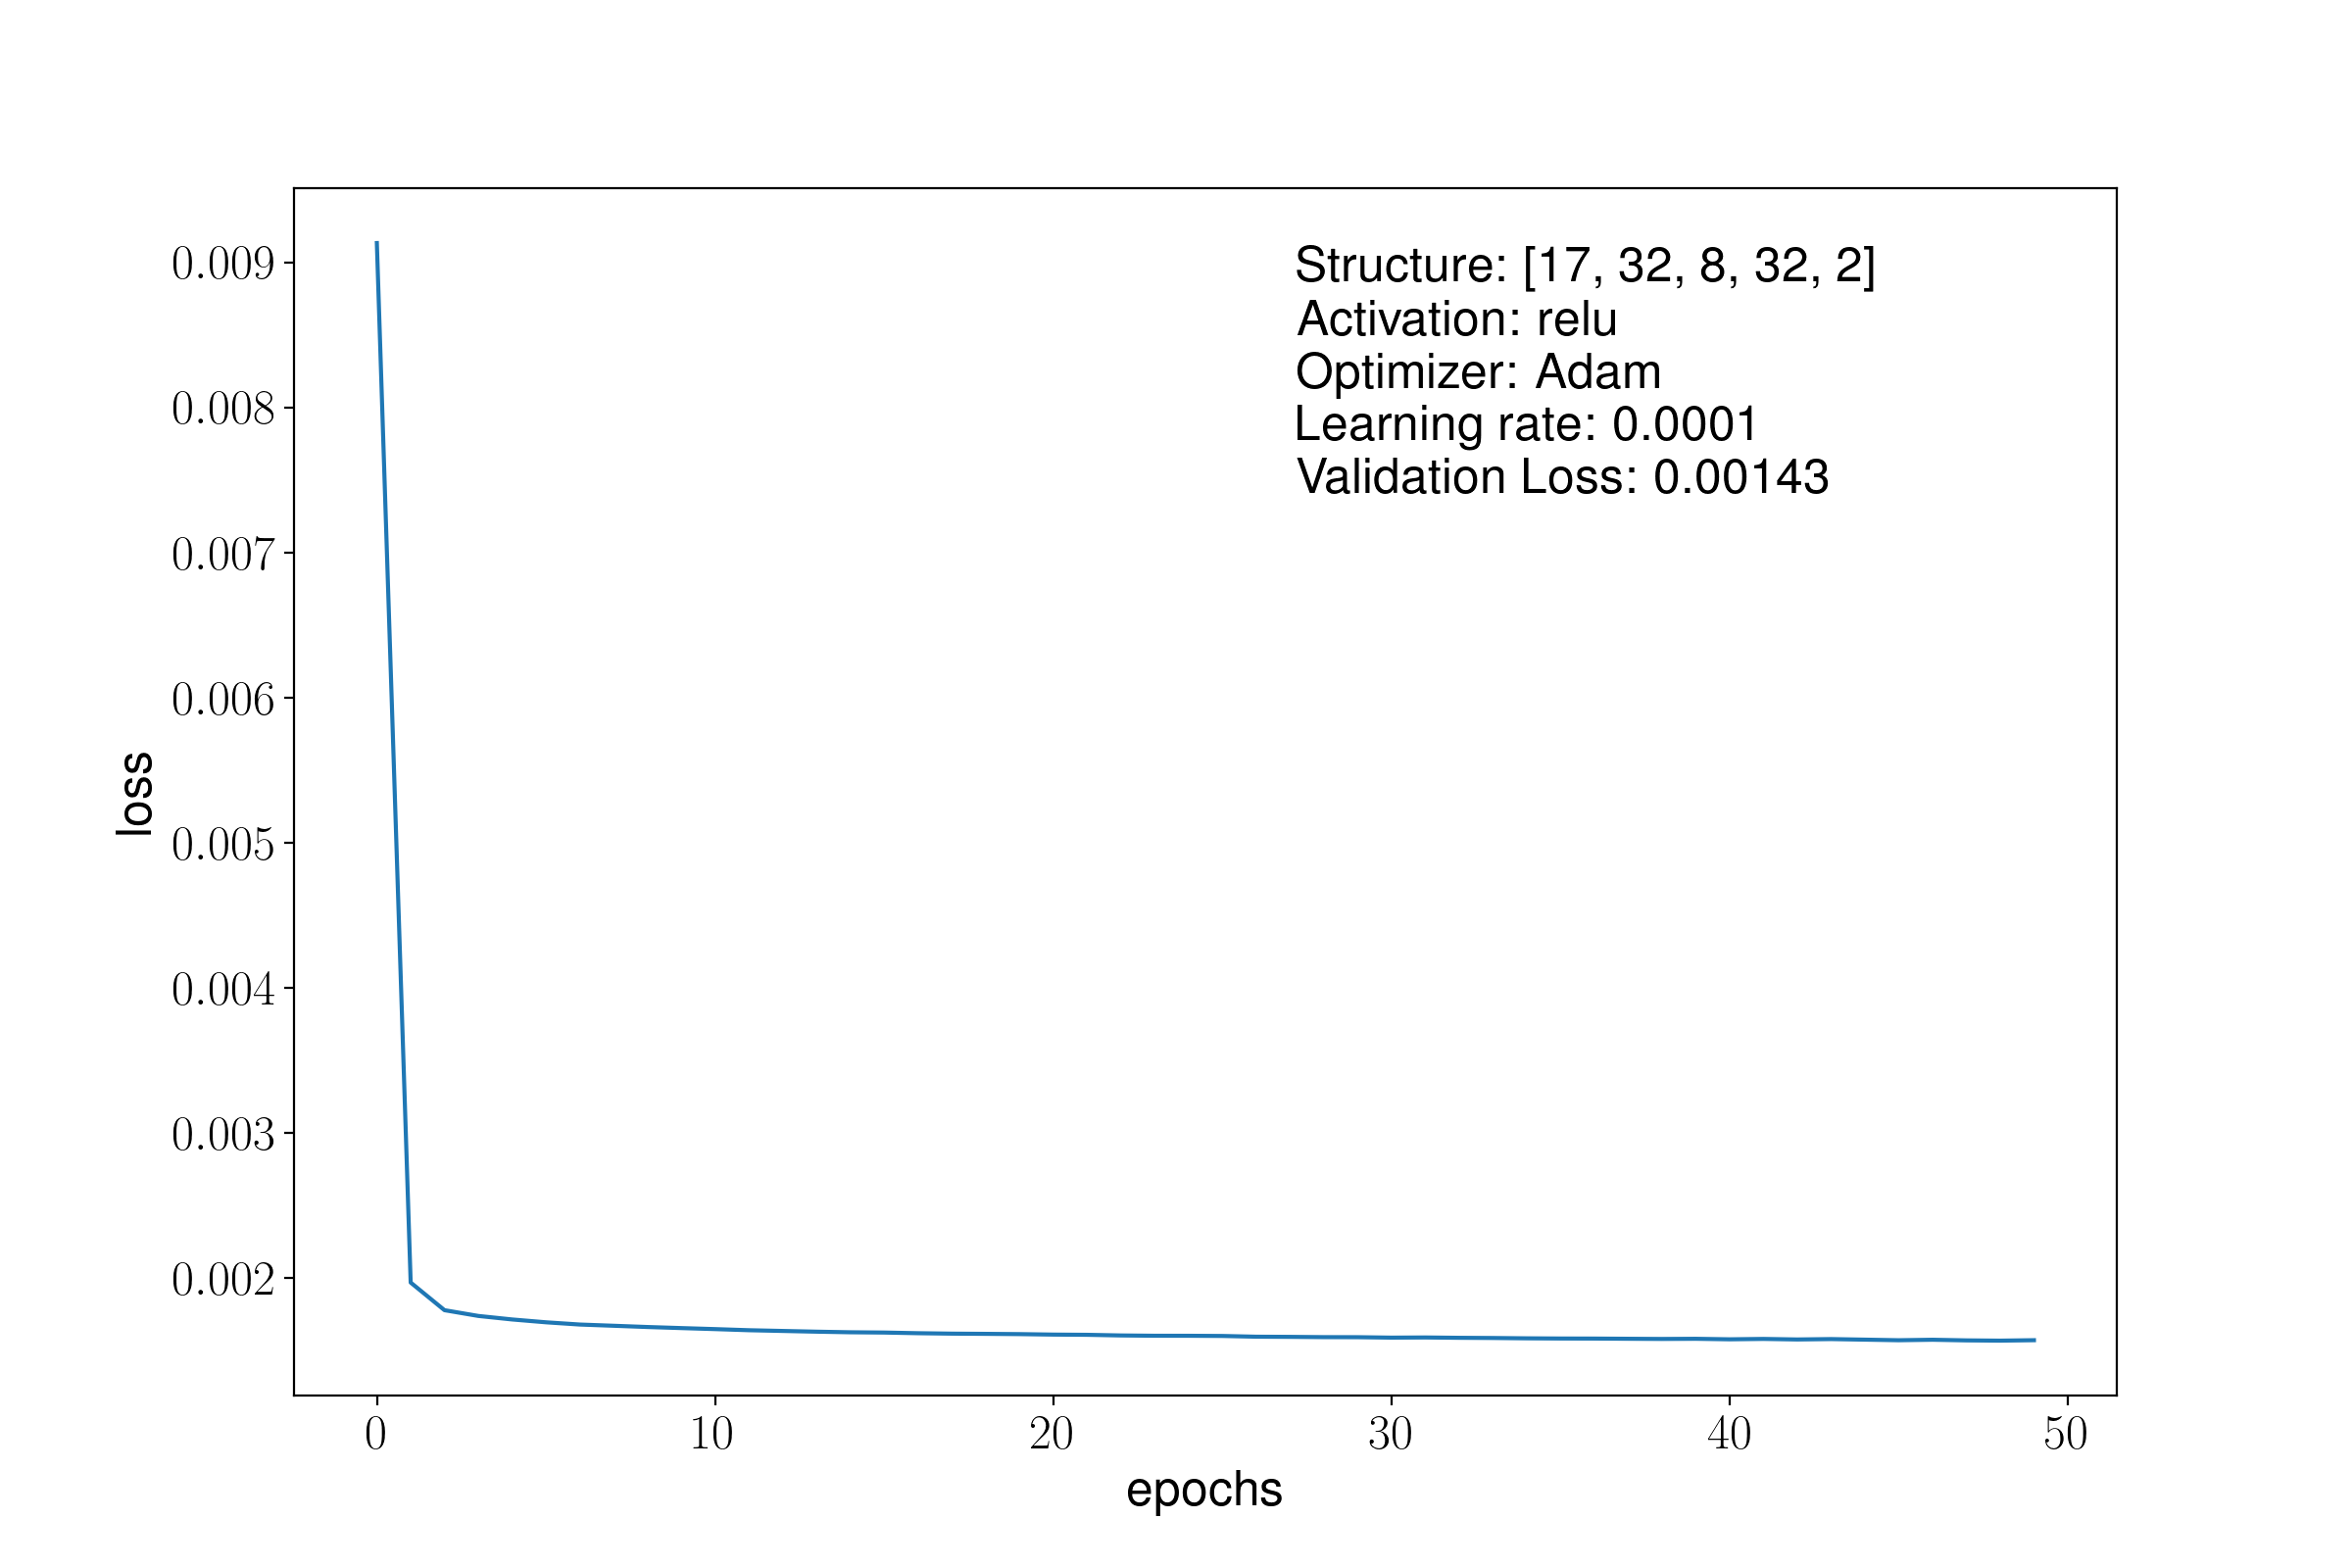 Structure: [17, 32, 8, 32, 2]
Activation: relu
Optimizer: Adam
Learning rate: 0.0001
Validation Loss: 0.00143
0.009
0.008
0.007
0.006
0.005
0.004
0.003
0.002
loss
0 10 20 30 40 50
epochs